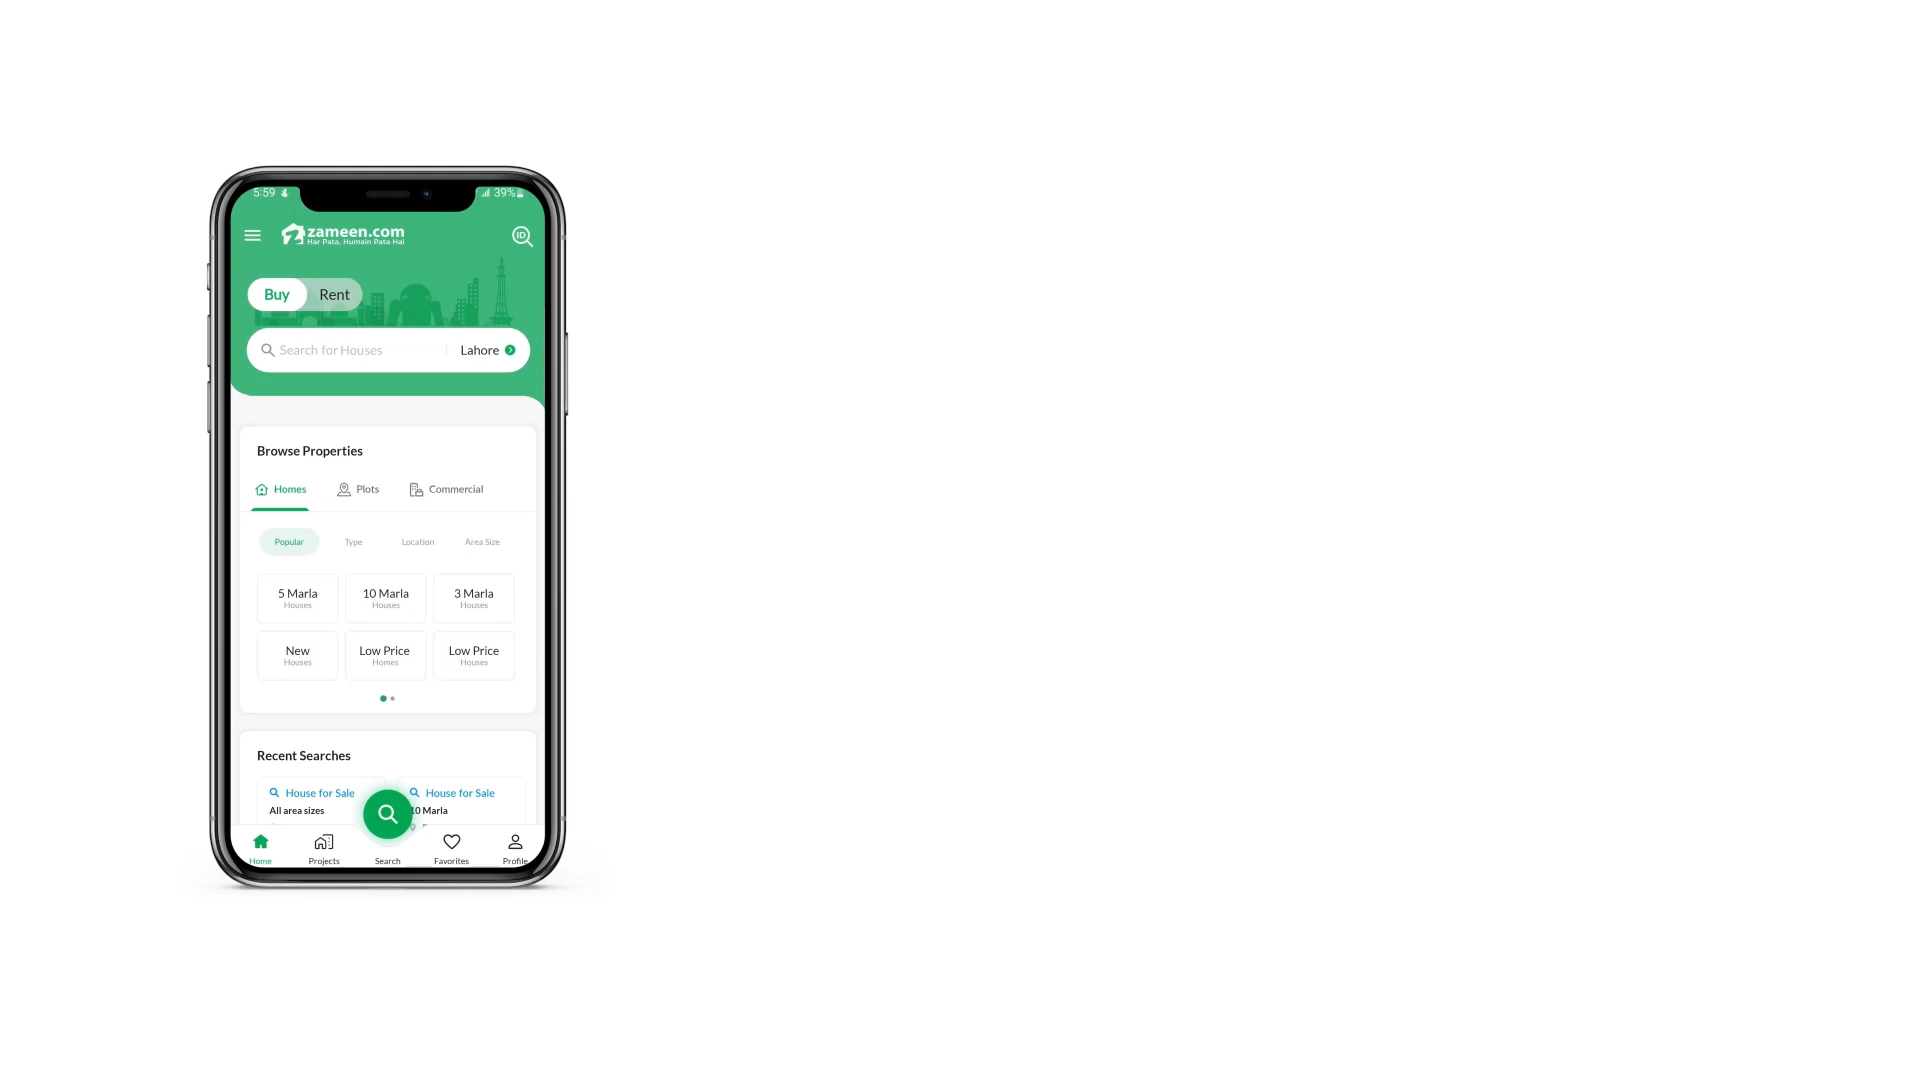 5:59 39%
zameen.com
Har Pata, Humain Pata Hai
ID
Buy Rent
Search for Houses Lahore
Browse Properties
Homes Plots Commercial
Popular Type Location Area Size
5 Marla 10 Marla 3 Marla
Houses Houses Houses
New Low Price Low Price
Houses Homes Houses
Recent Searches
House for Sale House for Sale
All area sizes 10 Marla
Home Projects Search Favorites Profile